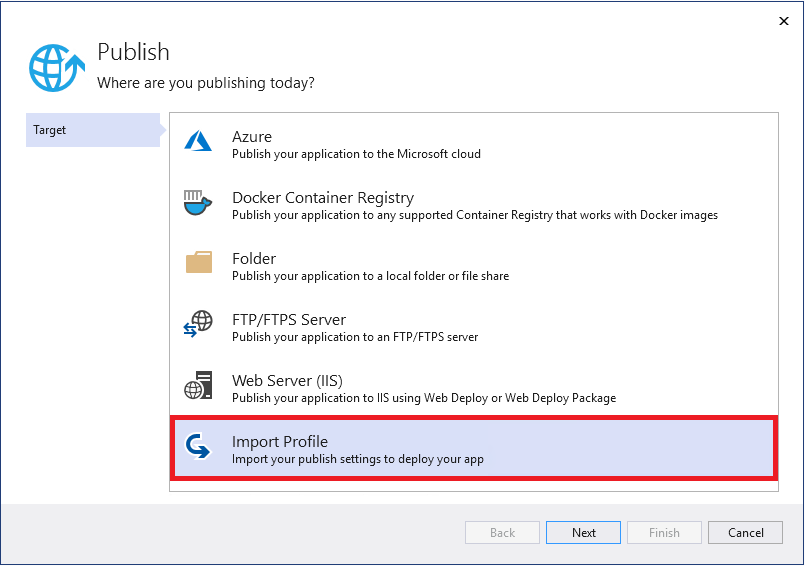 Publish
Where are you publishing today?
Target
Azure
Publish your application to the Microsoft cloud
Docker Container Registry
Publish your application to any supported Container Registry that works with Docker images
Folder
Publish your application to a local folder or file share
FTP/FTPS Server
Publish your application to an FTP/FTPS server
Web Server (IIS)
Publish your application to IIS using Web Deploy or Web Deploy Package
Import Profile
Import your publish settings to deploy your app
Back
Next
Finish
Cancel